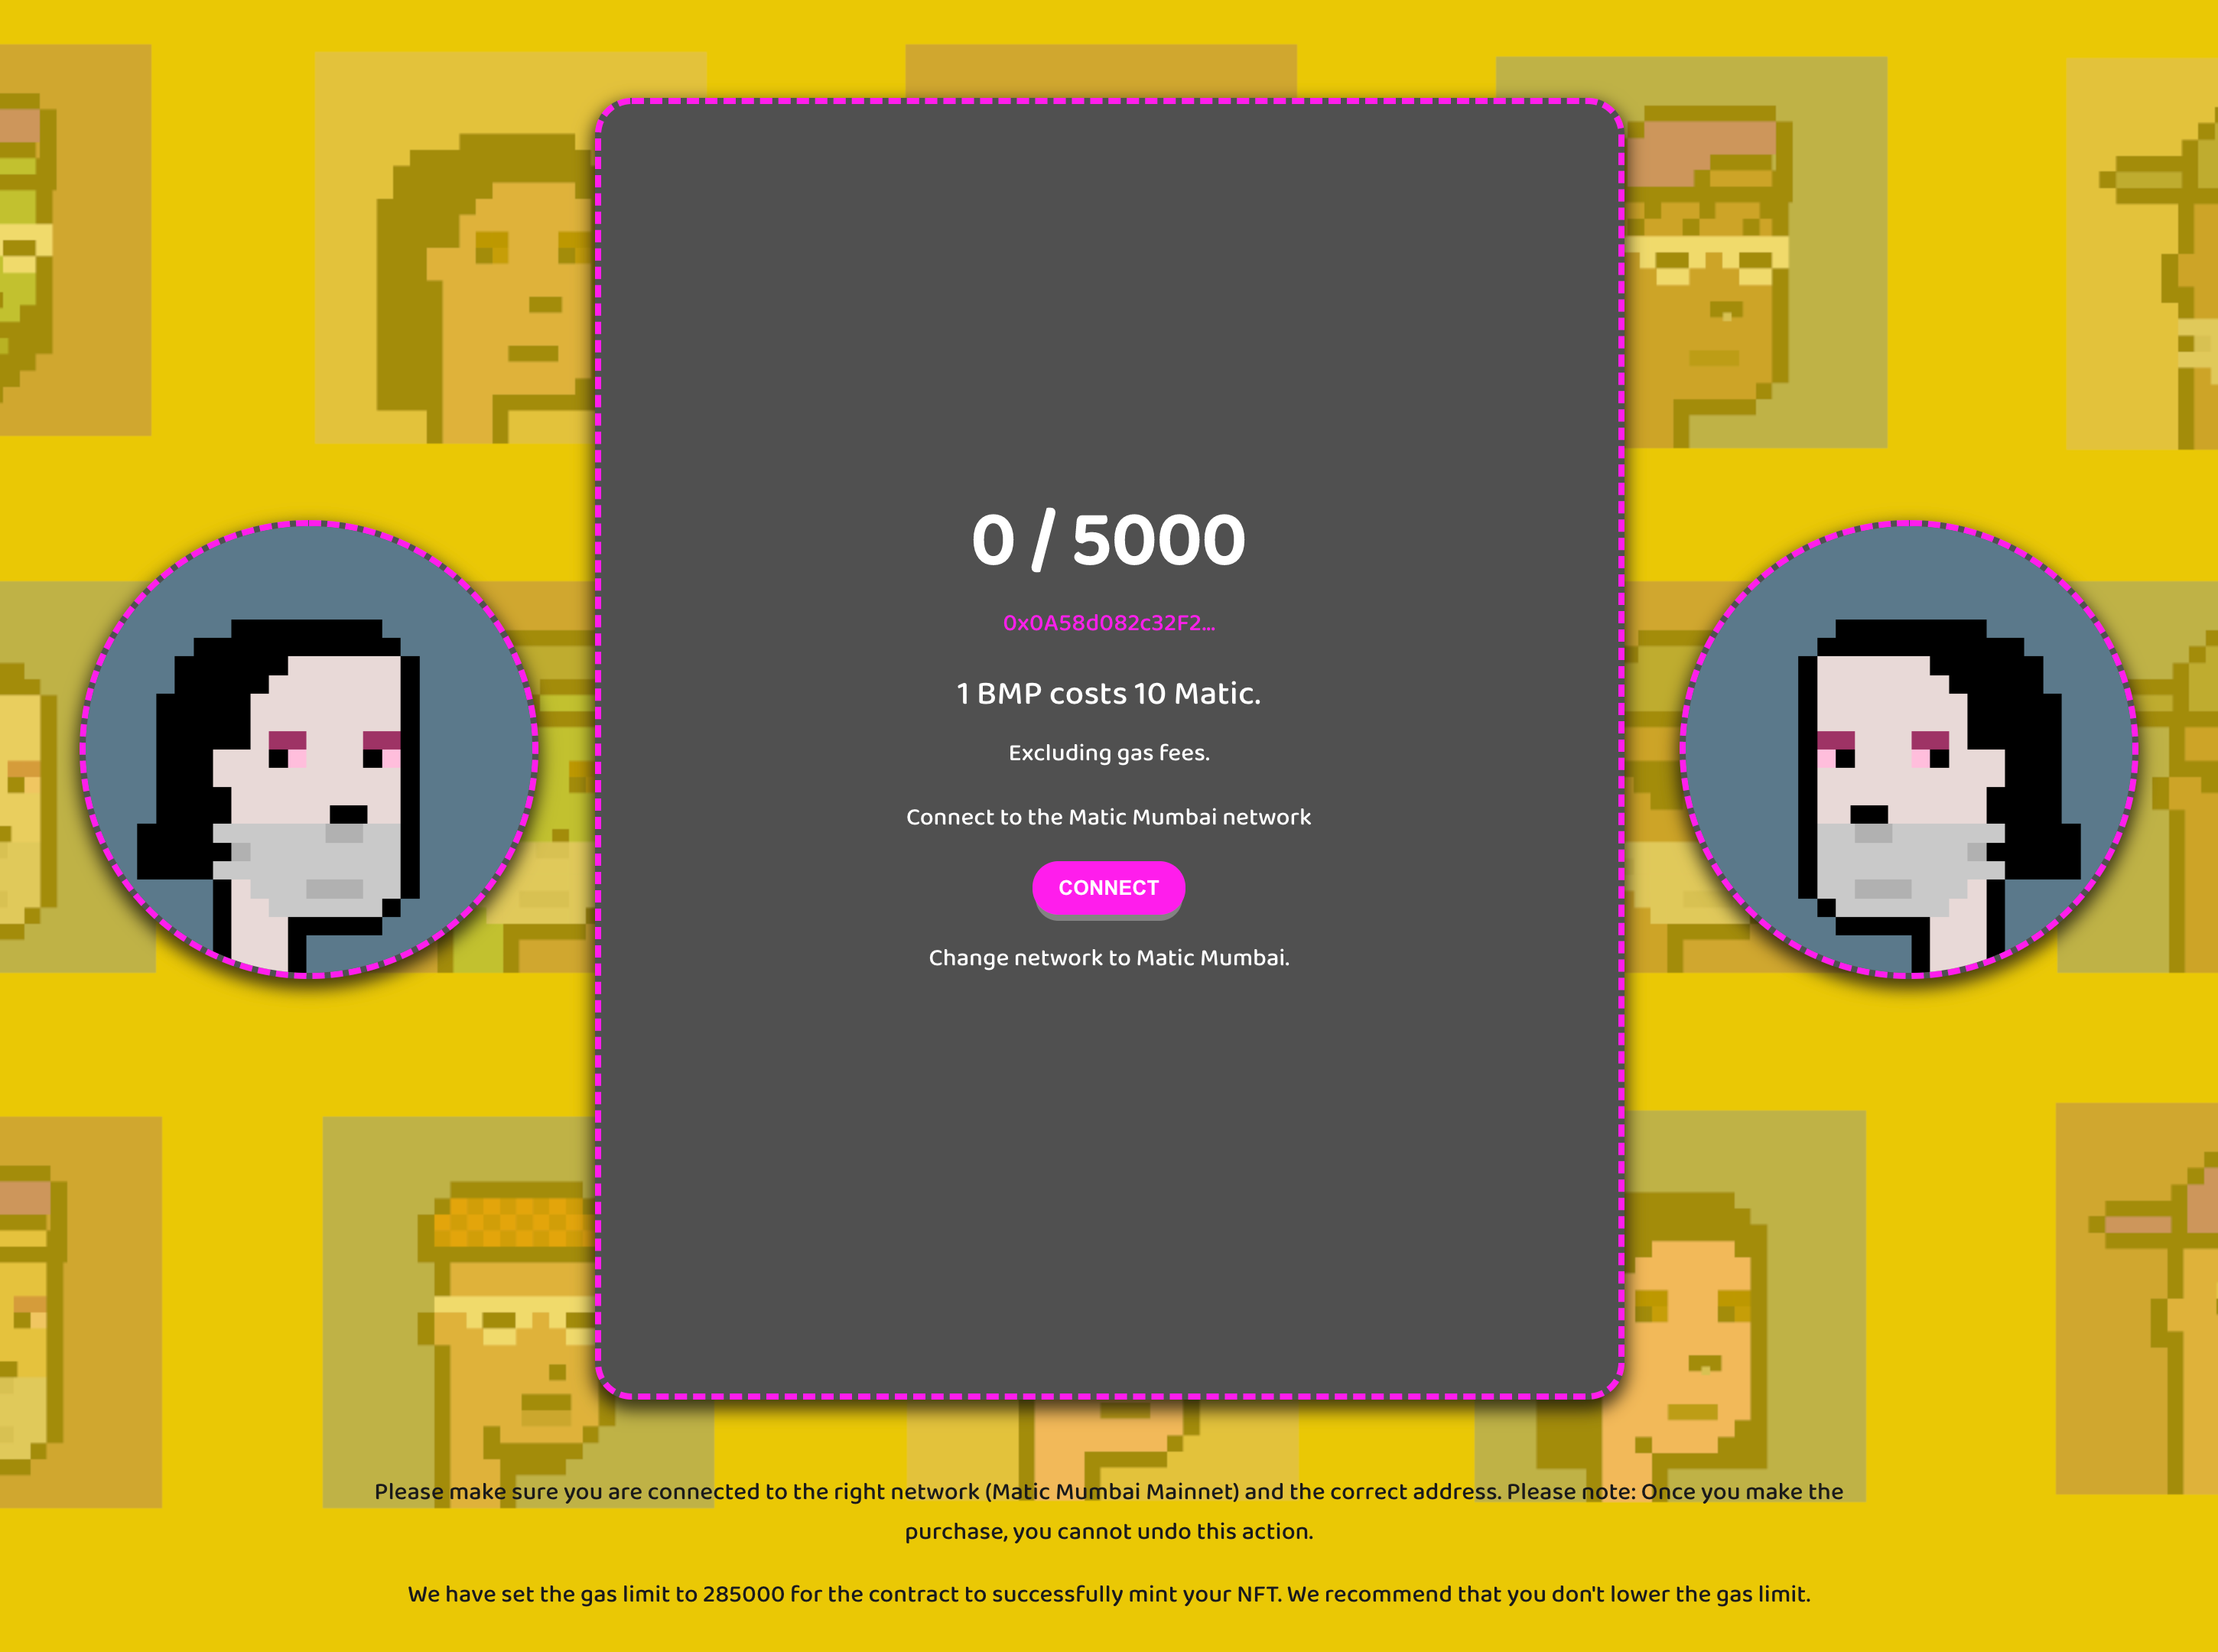 0 / 5000
0x0A58d082c32F2...
1 BMP costs 10 Matic.
Excluding gas fees.
Connect to the Matic Mumbai network
CONNECT
Change network to Matic Mumbai.
Please make sure you are connected to the right network (Matic Mumbai Mainnet) and the correct address. Please note: Once you make the
purchase, you cannot undo this action.
We have set the gas limit to 285000 for the contract to successfully mint your NFT. We recommend that you don't lower the gas limit.